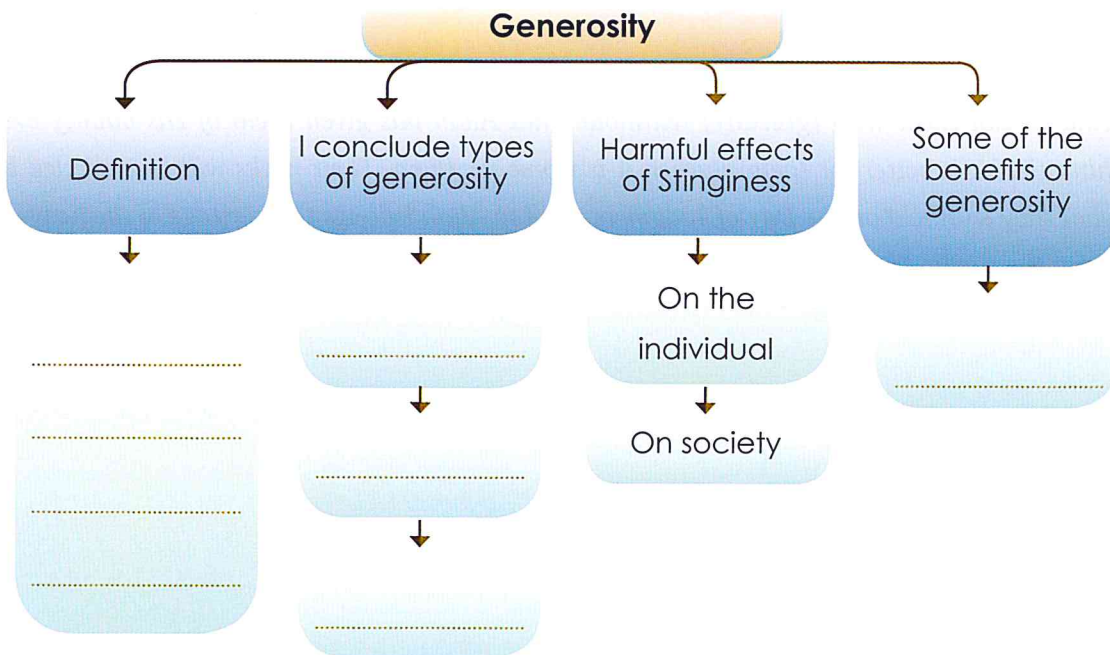 Generosity
Definition
I conclude types
of generosity
Harmful effects
of Stinginess
Some of the
benefits of
generosity
On the
individual
On society